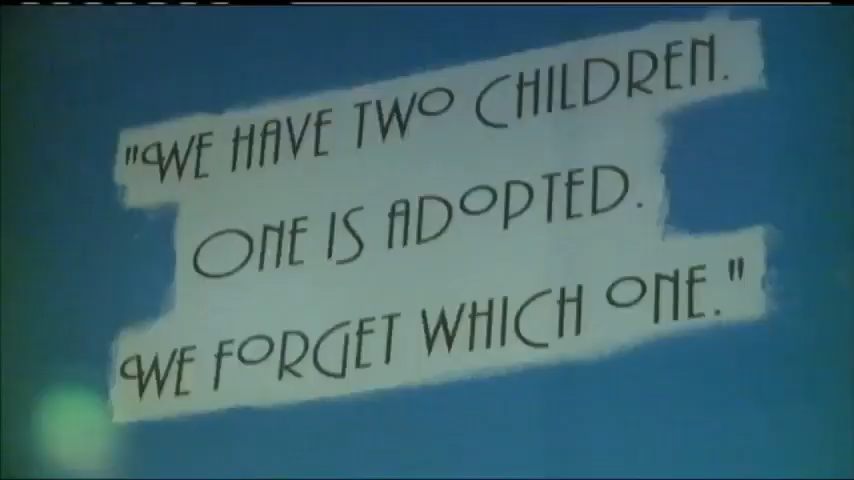 "WE HAVE TWO CHILDREN.
ONE IS ADOPTED.
WE FORGET WHICH ONE."